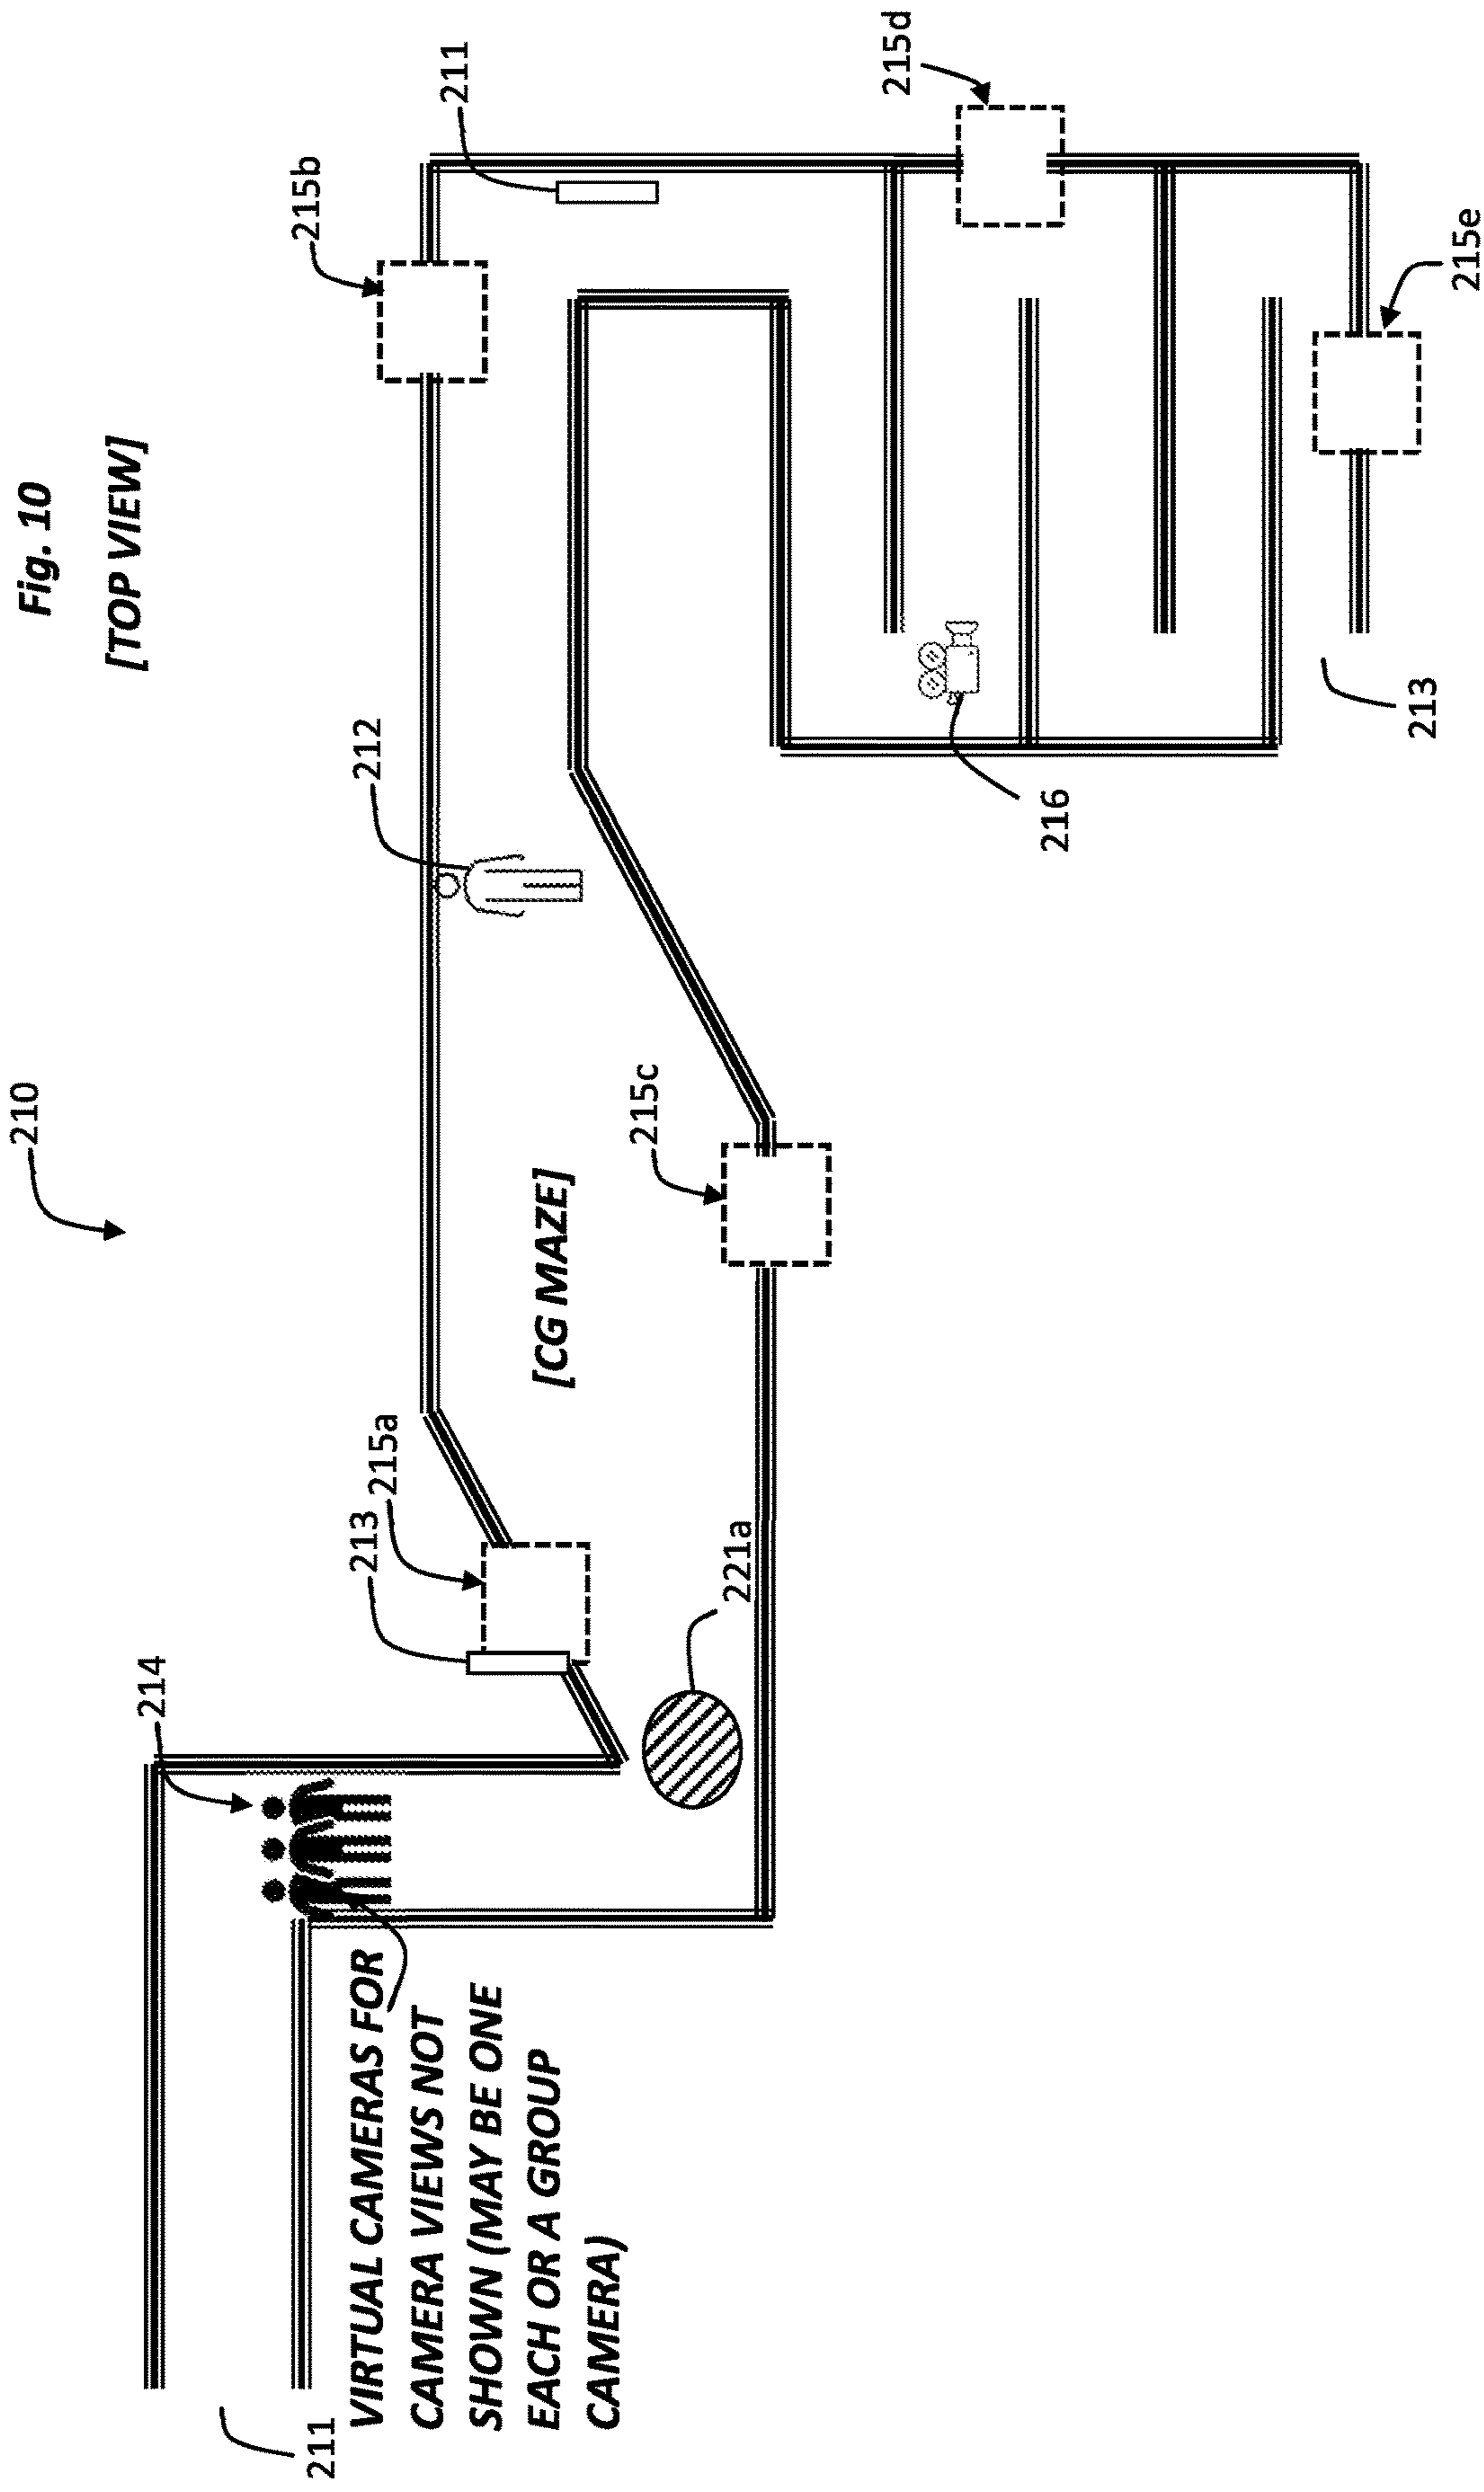 Fig. 10
[TOP VIEW]
210
211
215b
215d
212
214
213
215a
[CG MAZE]
215c
221a
216
213
215e
211
VIRTUAL CAMERAS FOR
CAMERA VIEWS NOT
SHOWN (MAY BE ONE
EACH OR A GROUP
CAMERA)